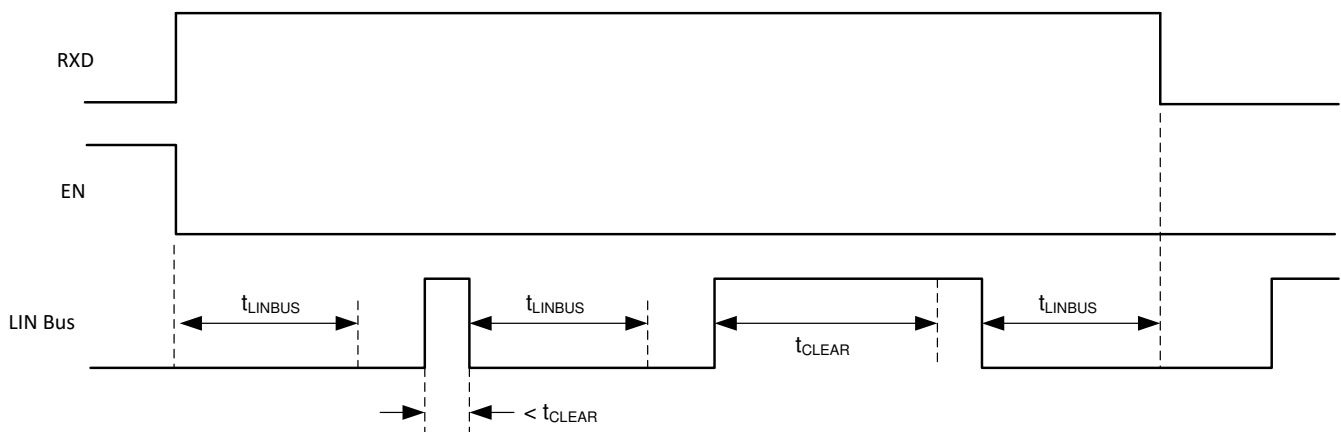 RXD
EN
LIN Bus
tLINBUS
tLINBUS
tCLEAR
tLINBUS
< tCLEAR